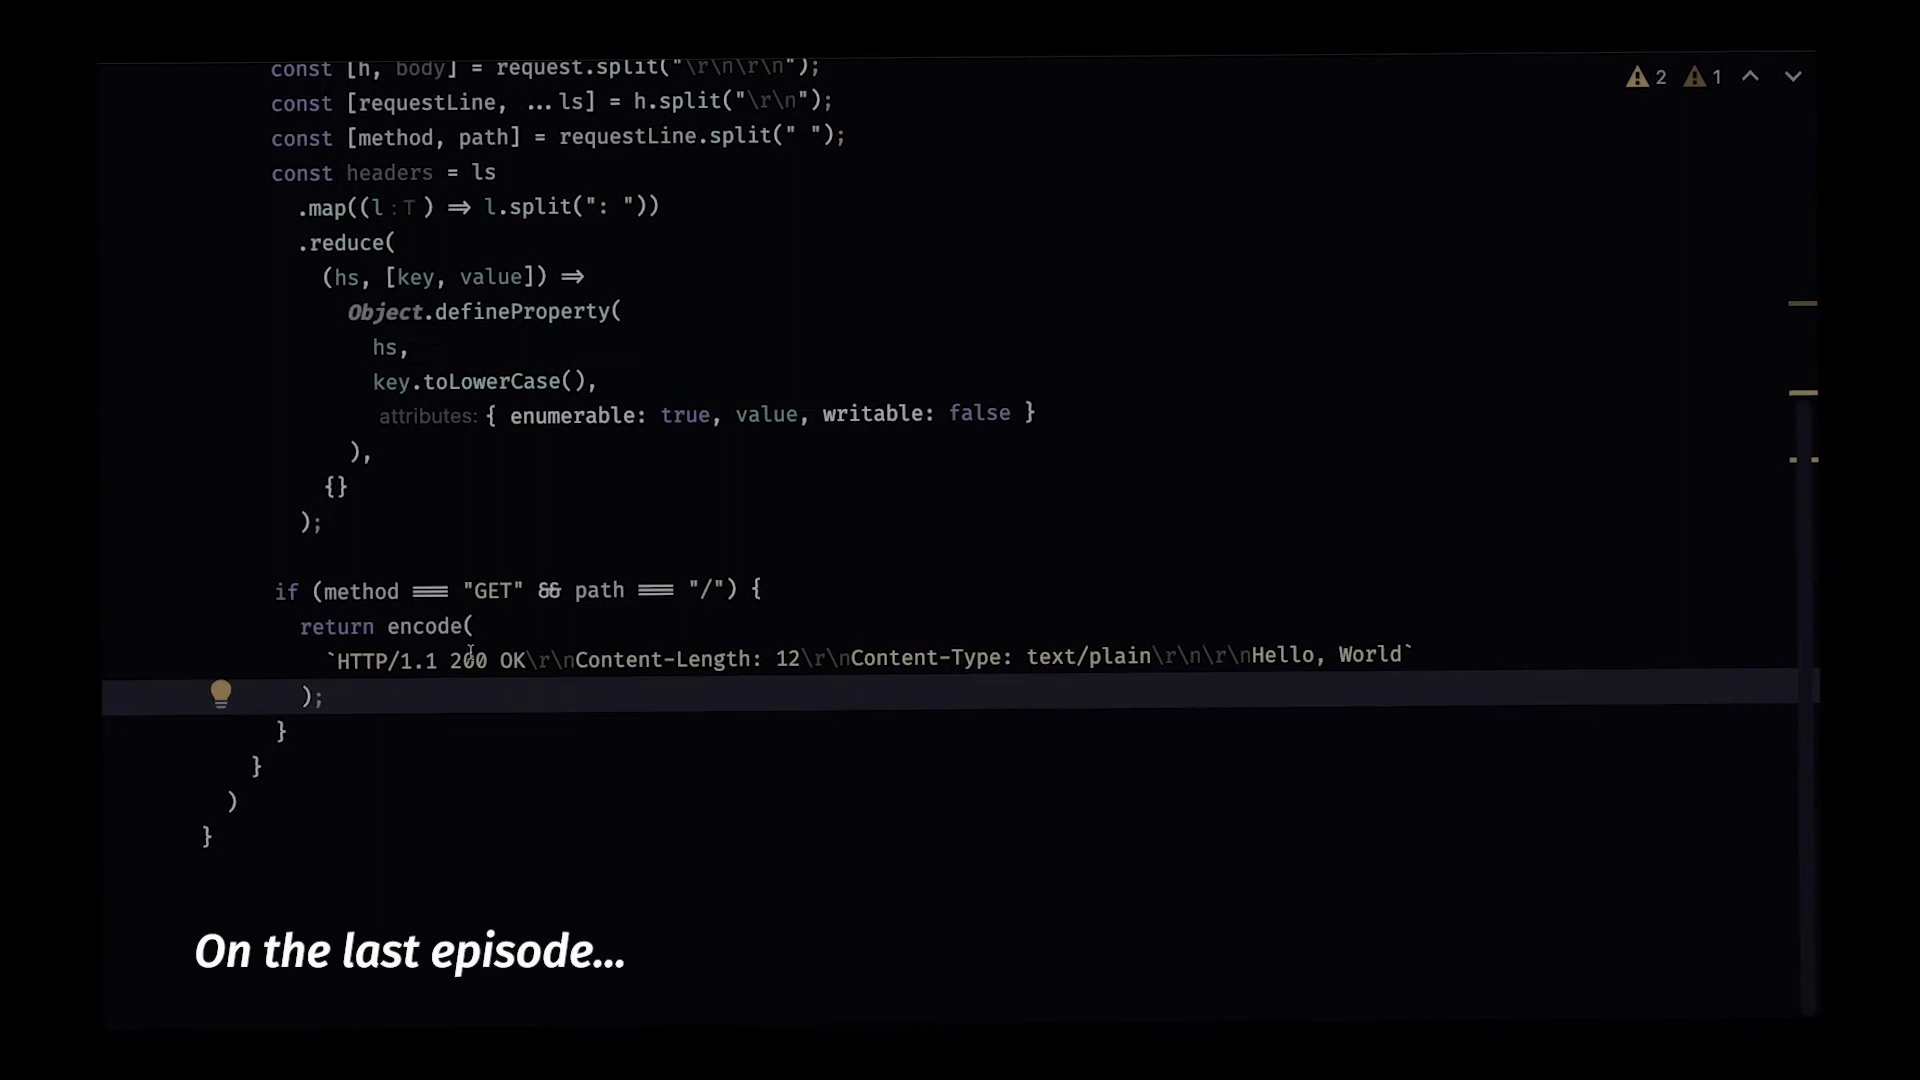 const [h, body] = request.split("\r\n\r\n");
const [requestLine, ...ls] = h.split("\r\n");
const [method, path] = requestLine.split(" ");
const headers = ls
.map((l : T ) => l.split(": "))
.reduce(
(hs, [key, value]) =>
Object.defineProperty(
hs,
key.toLowerCase(),
attributes: { enumerable: true, value, writable: false }
),
{}
);
if (method === "GET" && path === "/") {
return encode(
`HTTP/1.1 200 OK\r\nContent-Length: 12\r\nContent-Type: text/plain\r\n\r\nHello, World`
);
}
}
)
}
2 1
On the last episode...